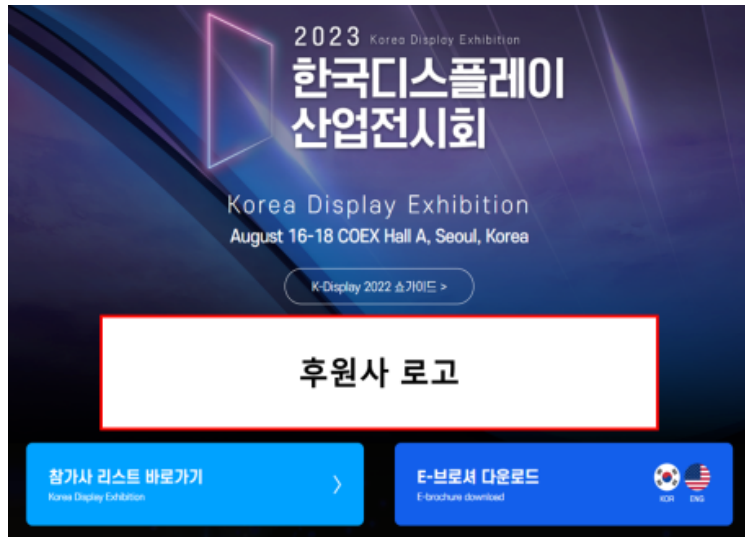 2023 Korea Display Exhibition
한국디스플레이
산업전시회
Korea Display Exhibition
August 16-18 COEX Hall A, Seoul, Korea
K-Display 2022 쇼가이드 >
후원사 로고
참가사 리스트 바로가기
Korea Display Exhibition
E-브로셔 다운로드
E-brochure download
KOR ENG